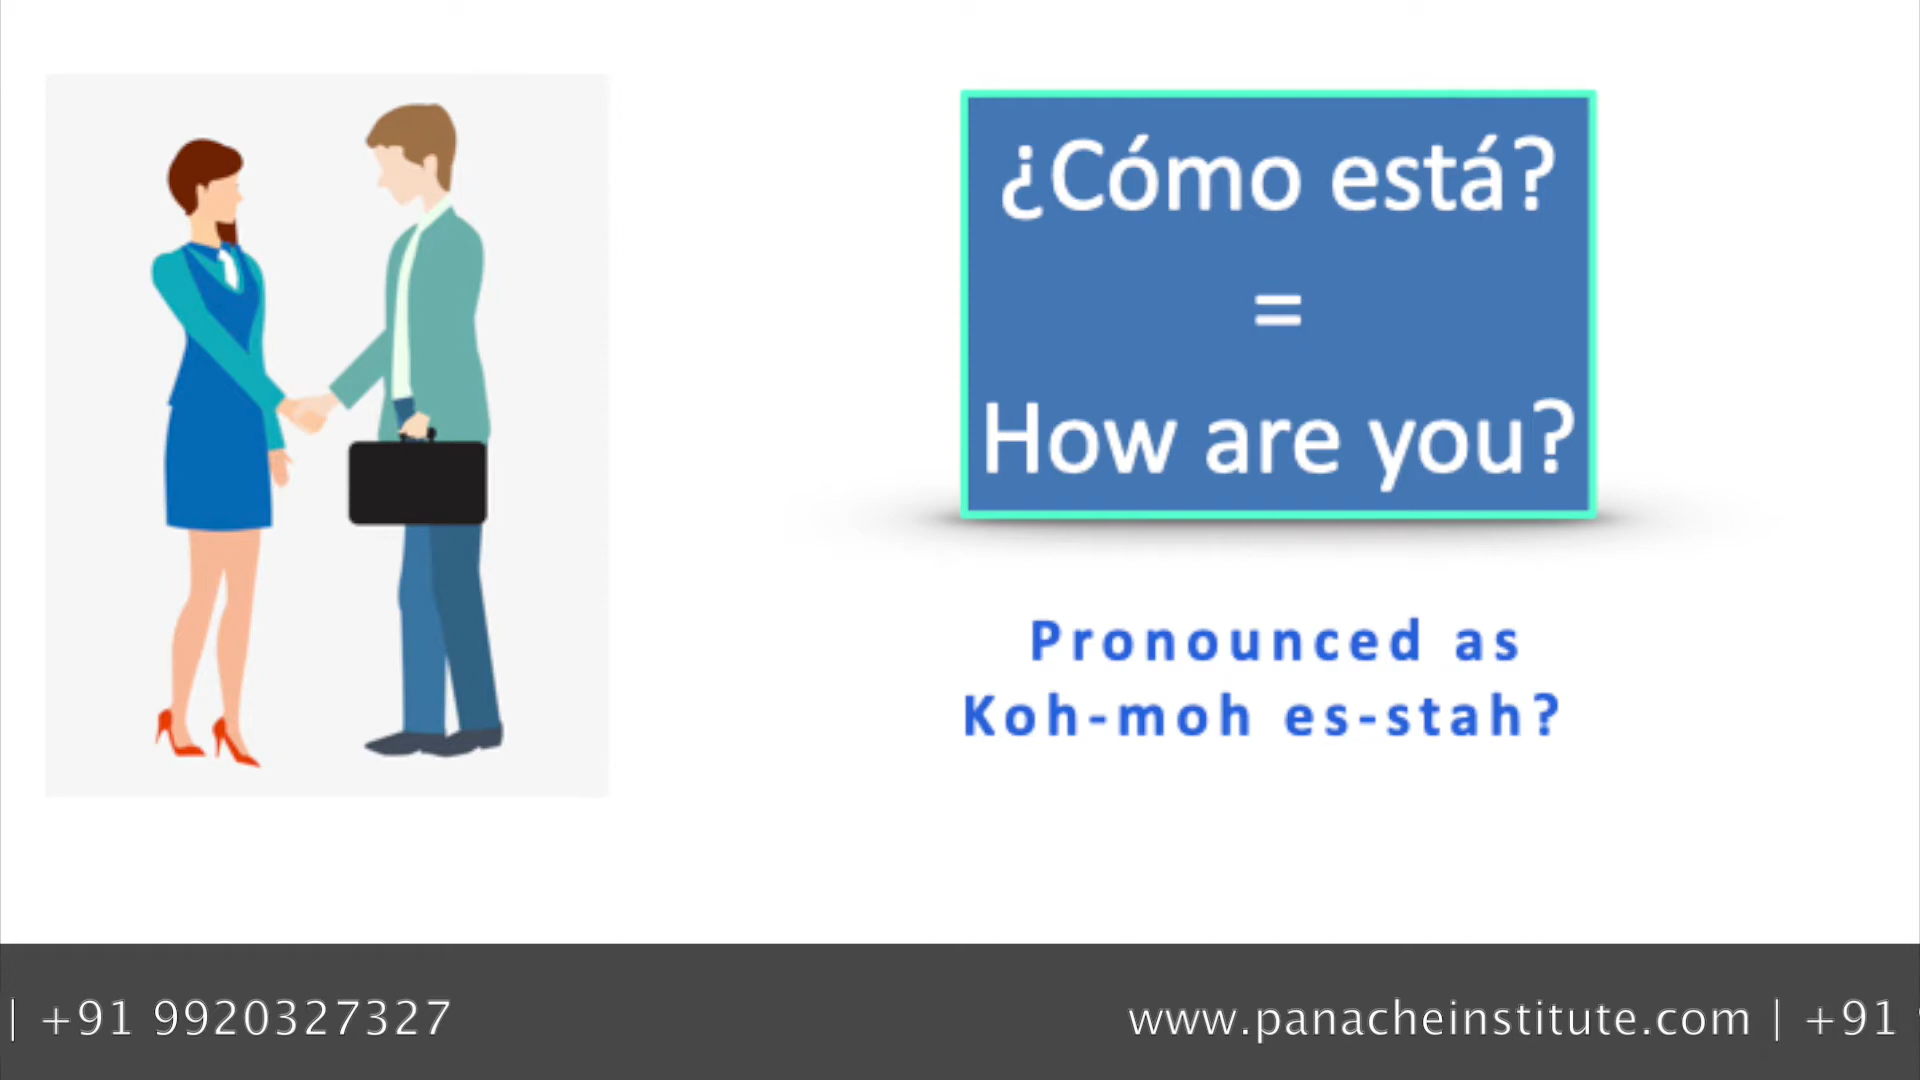 ¿Cómo está?
=
How are you?
Pronounced as
Koh-moh es-stah?
| +91 9920327327
www.panacheinstitute.com | +91